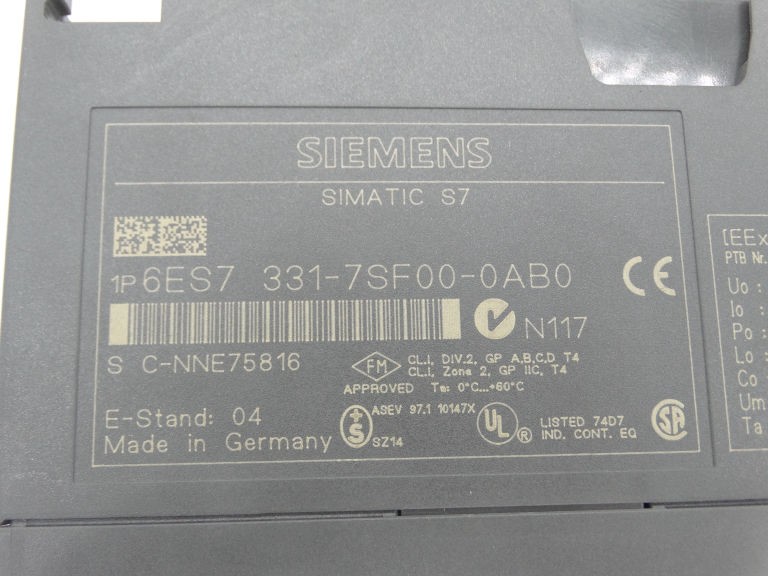 SIEMENS
SIMATIC S7
1P 6ES7 331-7SF00-0AB0
CE
N117
S C-NNE75816
FM
CL.I, DIV.2, GP A,B,C,D T4
CL.I, Zone 2, GP IIC, T4
APPROVED Ta: 0°C...+60°C
E-Stand: 04
ASEV 97.1 10147X
S
SZ14
UL ®
LISTED 74D7
IND. CONT. EQ
SA
Made in Germany
[EEx
PTB Nr.
Uo :
Io :
Po :
Lo :
Co :
Um
Ta